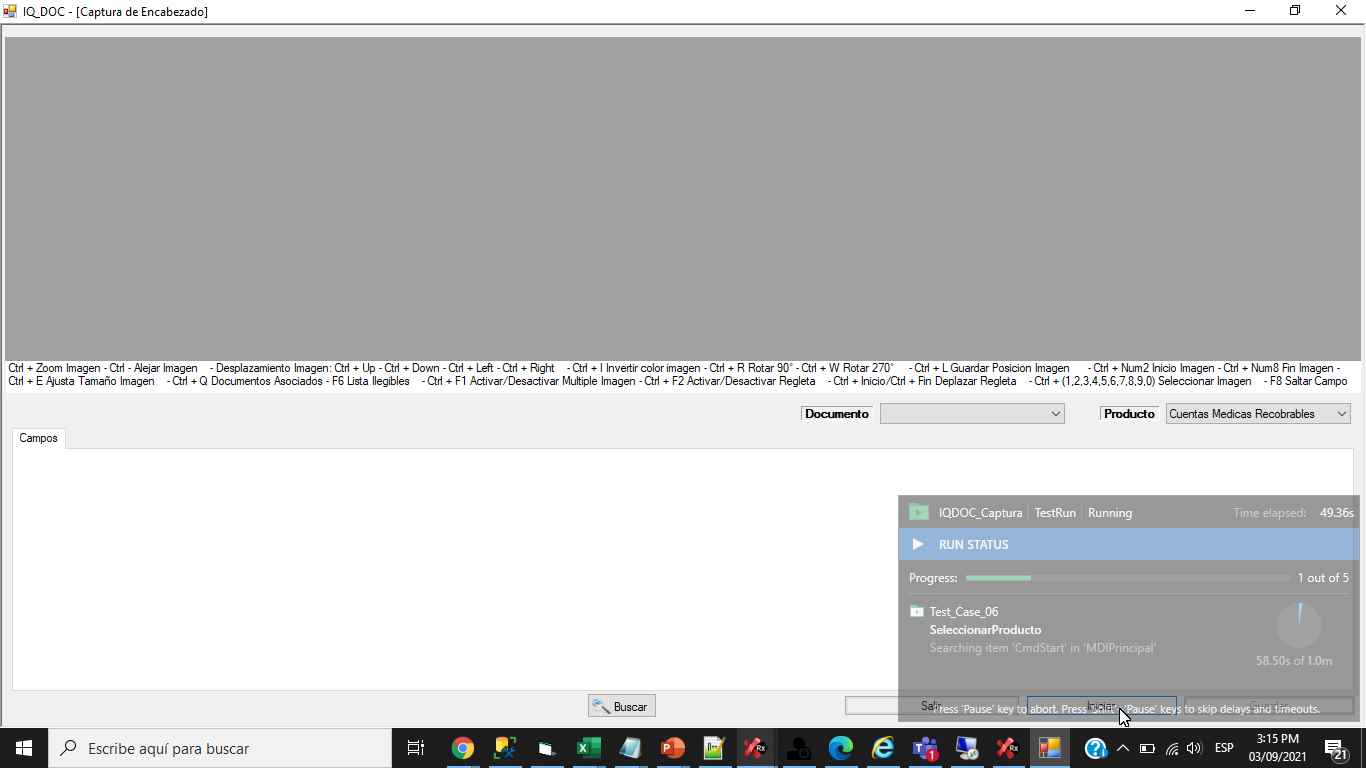 IQ_DOC - [Captura de Encabezado]
Ctrl + Zoom Imagen - Ctrl - Alejar Imagen - Desplazamiento Imagen: Ctrl + Up - Ctrl + Down - Ctrl + Left - Ctrl + Right - Ctrl + I Invertir color imagen - Ctrl + R Rotar 90° - Ctrl + W Rotar 270° - Ctrl + L Guardar Posicion Imagen - Ctrl + Num2 Inicio Imagen - Ctrl + Num8 Fin Imagen -
Ctrl + E Ajusta Tamaño Imagen - Ctrl + Q Documentos Asociados - F6 Lista Ilegibles - Ctrl + F1 Activar/Desactivar Multiple Imagen - Ctrl + F2 Activar/Desactivar Regleta - Ctrl + Inicio/Ctrl + Fin Deplazar Regleta - Ctrl + (1,2,3,4,5,6,7,8,9,0) Seleccionar Imagen - F8 Saltar Campo
Documento Producto Cuentas Medicas Recobrables
Campos
IQDOC_Captura TestRun Running Time elapsed: 49.36s
RUN STATUS
Progress: 1 out of 5
Test_Case_06
SeleccionarProducto
Searching item 'CmdStart' in 'MDIPrincipal'
58.50s of 1.0m
Buscar Salir Iniciar
Press 'Pause' key to abort. Press 'Shift + 'Pause' keys to skip delays and timeouts.
Escribe aquí para buscar
1
ESP
3:15 PM
03/09/2021
21